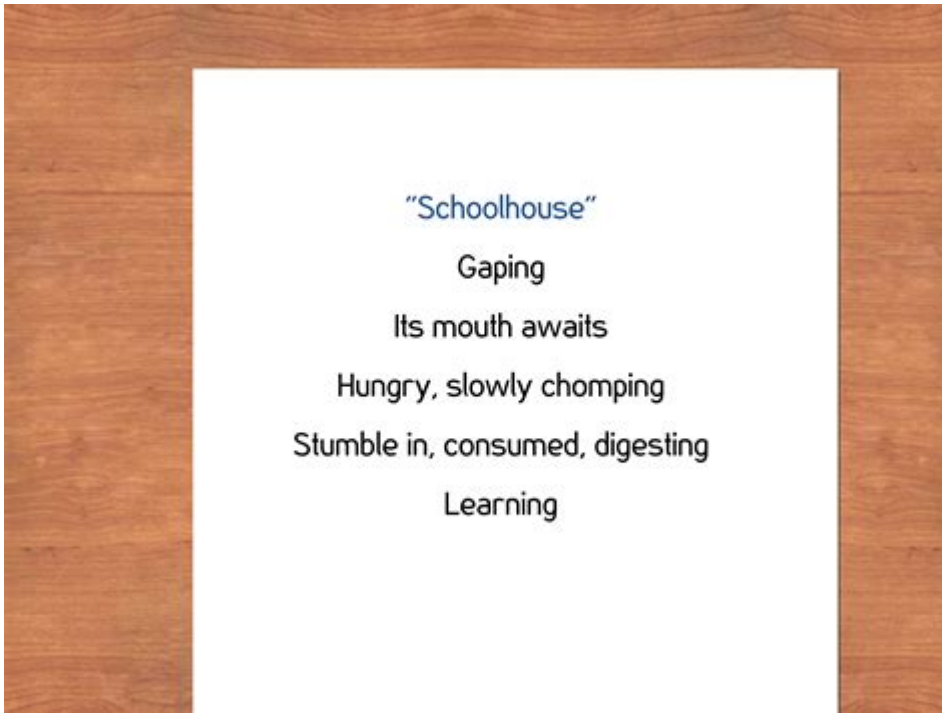 "Schoolhouse"
Gaping
Its mouth awaits
Hungry, slowly chomping
Stumble in, consumed, digesting
Learning